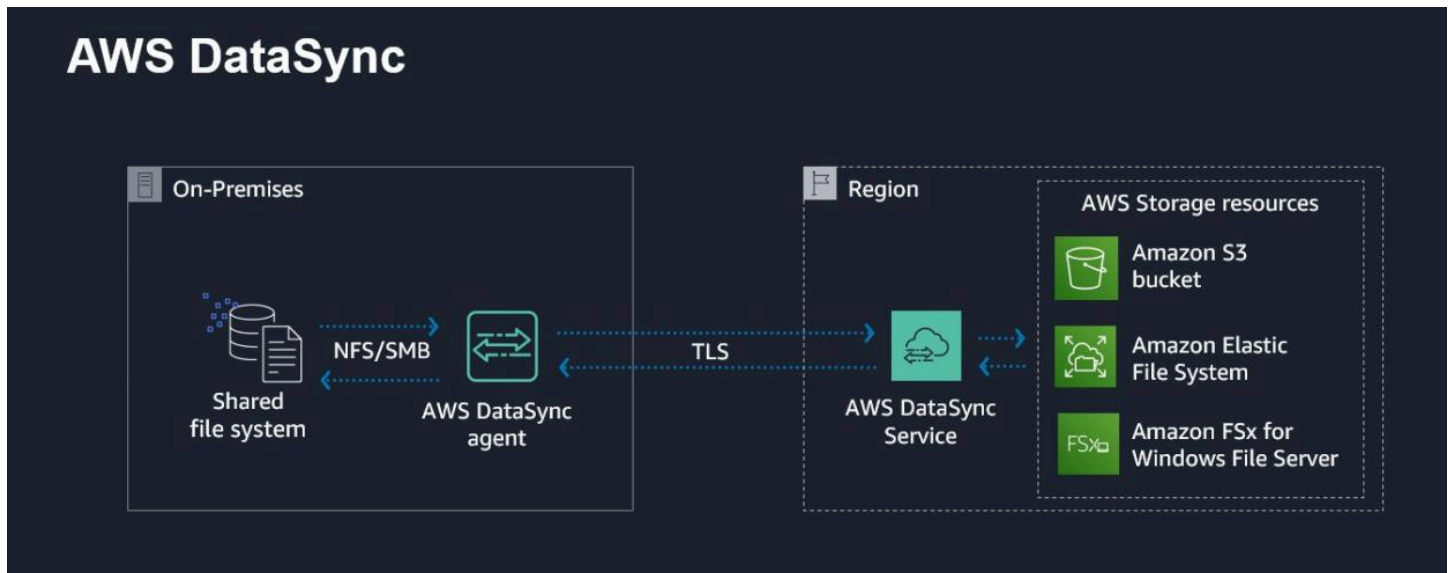 AWS DataSync
On-Premises
Shared
file system
NFS/SMB
AWS DataSync
agent
TLS
Region
AWS DataSync
Service
AWS Storage resources
Amazon S3
bucket
Amazon Elastic
File System
FSx
Amazon FSx for
Windows File Server